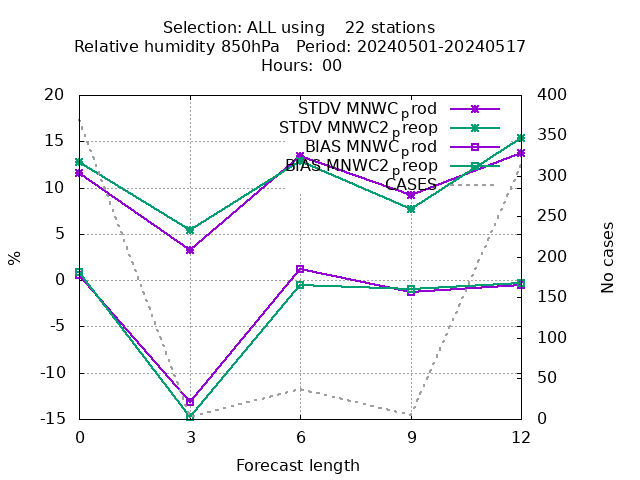 Selection: ALL using 22 stations
Relative humidity 850hPa Period: 20240501-20240517
Hours: 00
20
15
10
5
0
-5
-10
-15
%
400
350
300
250
200
150
100
50
0
No cases
STDV MNWC_prod
STDV MNWC2_preop
BIAS MNWC_prod
BIAS MNWC2_preop
CASES
0 3 6 9 12
Forecast length